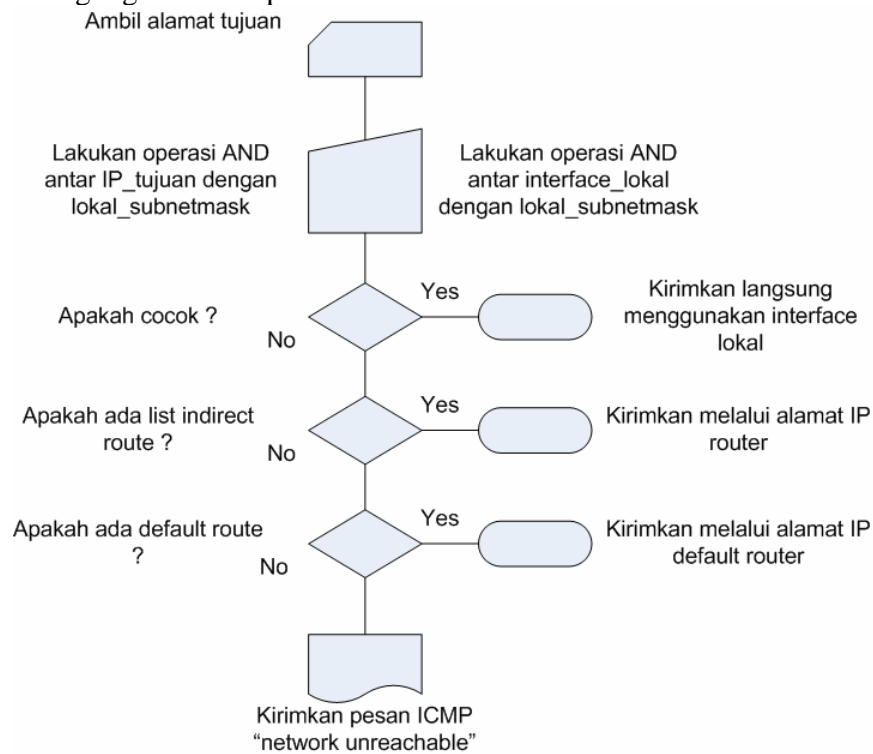 Ambil alamat tujuan
Lakukan operasi AND
antar IP_tujuan dengan
lokal_subnetmask
Lakukan operasi AND
antar interface_lokal
dengan lokal_subnetmask
Apakah cocok ?
Yes
No
Kirimkan langsung
menggunakan interface
lokal
Apakah ada list indirect
route ?
Yes
No
Kirimkan melalui alamat IP
router
Apakah ada default route
?
Yes
No
Kirimkan melalui alamat IP
default router
Kirimkan pesan ICMP
“network unreachable”